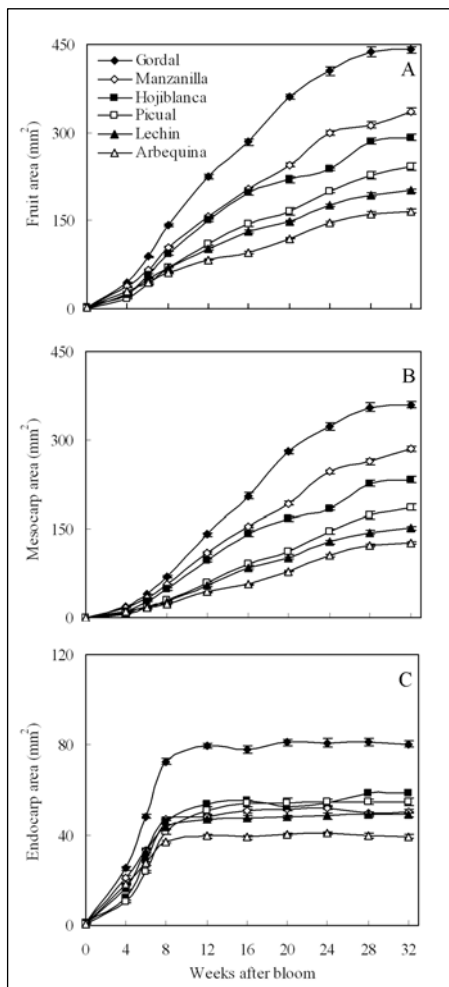 450
300
150
0
Fruit area (mm²)
Gordal
Manzanilla
Hojiblanca
Picual
Lechin
Arbequina
A
450
300
150
0
Mesocarp area (mm²)
B
120
80
40
0
Endocarp area (mm²)
C
0 4 8 12 16 20 24 28 32
Weeks after bloom